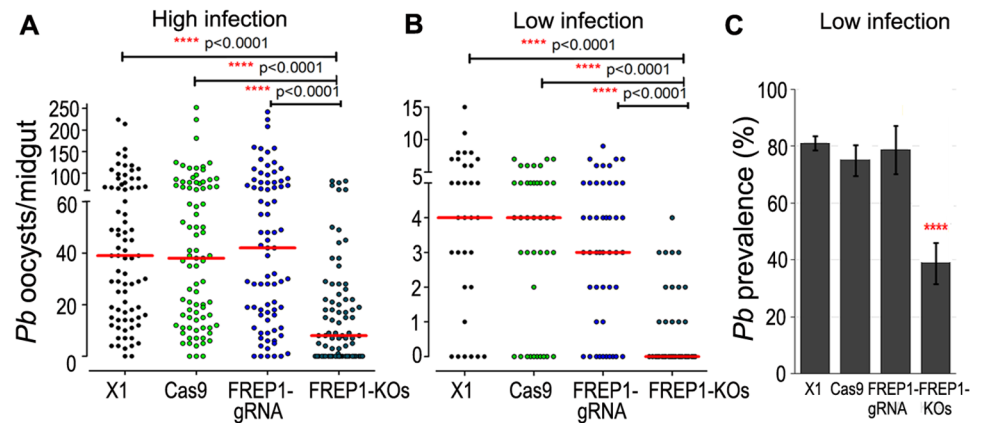 A
High infection
**** p<0.0001
**** p<0.0001
**** p<0.0001
Pb oocysts/midgut
250
200
150
100
60
40
20
0
X1
Cas9
FREP1-
gRNA
FREP1-KOs
B
Low infection
**** p<0.0001
**** p<0.0001
**** p<0.0001
15
10
5
5
4
3
2
1
0
X1
Cas9
FREP1-
gRNA
FREP1-KOs
C
Low infection
Pb prevalence (%)
100
80
60
40
20
0
****
X1
Cas9
FREP1-
gRNA
FREP1-
KOs